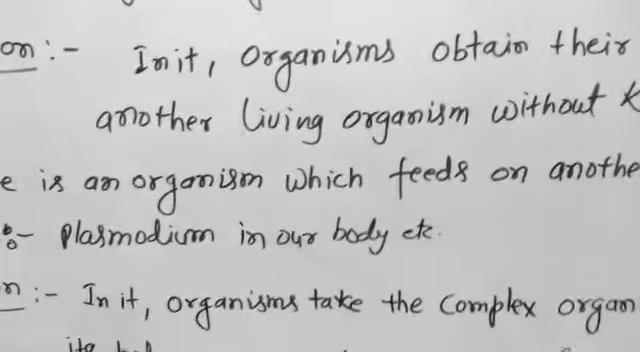 on :- In it, organisms obtain their
another living organism without k
e is an organism which feeds on anothe
:- Plasmodium in our body etc.
n :- In it, organisms take the complex organ
its